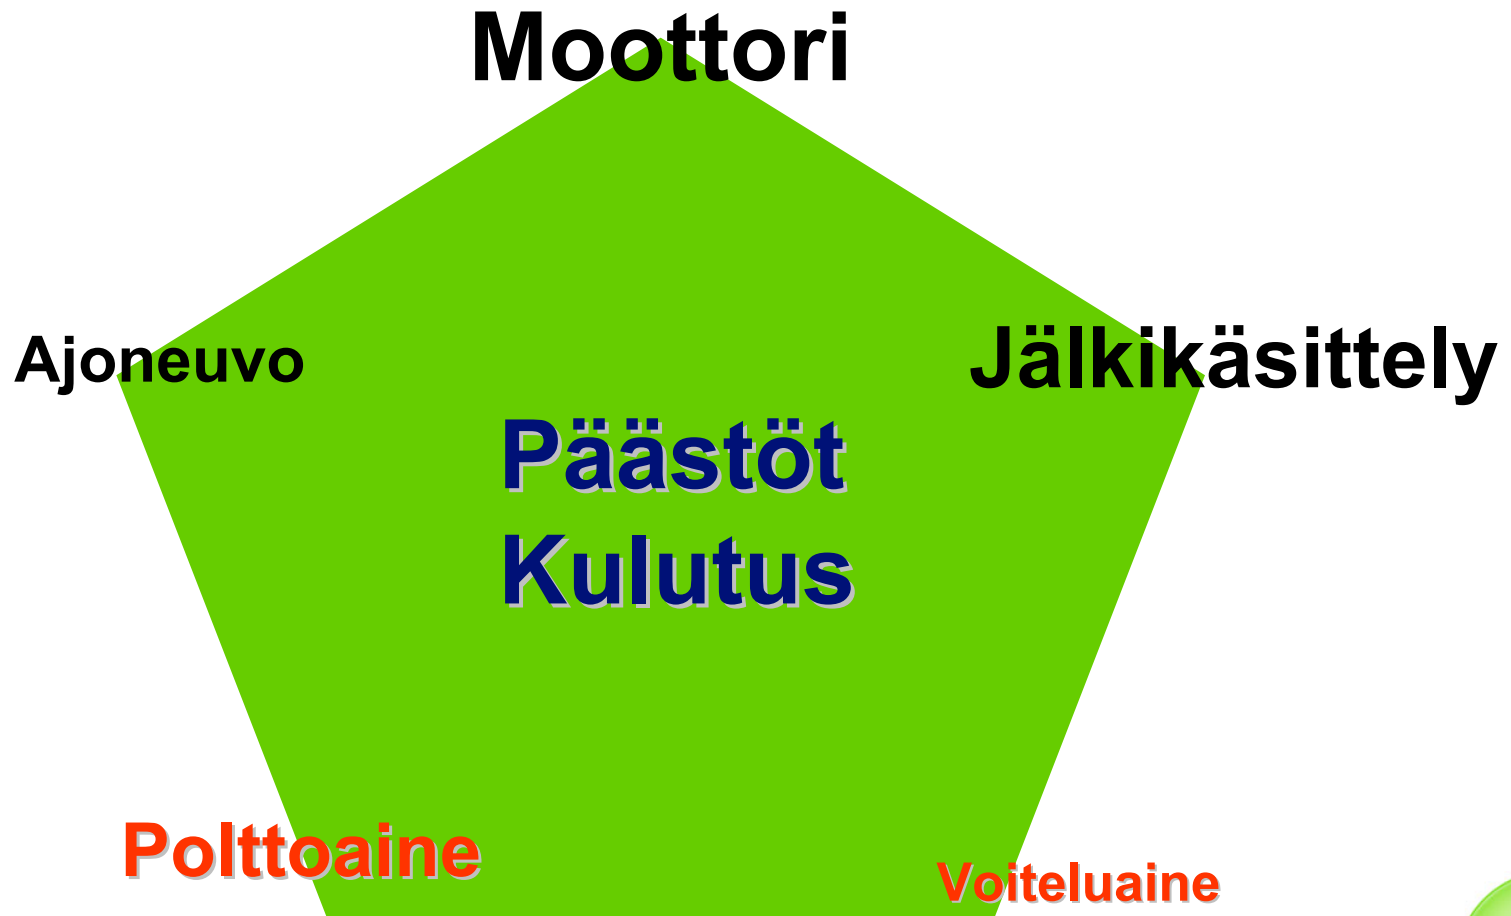 Moottori
Ajoneuvo
Jälkikäsittely
Päästöt
Kulutus
Polttoaine
Voiteluaine